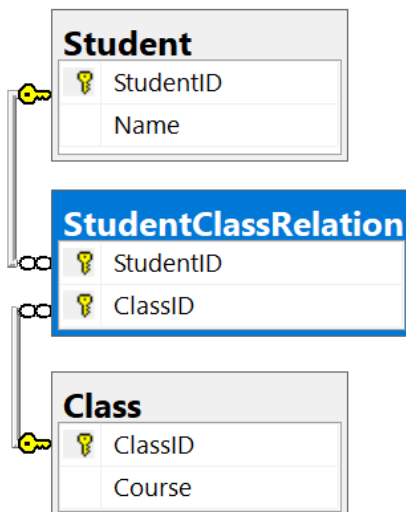 Student
StudentID
Name
StudentClassRelation
StudentID
ClassID
Class
ClassID
Course